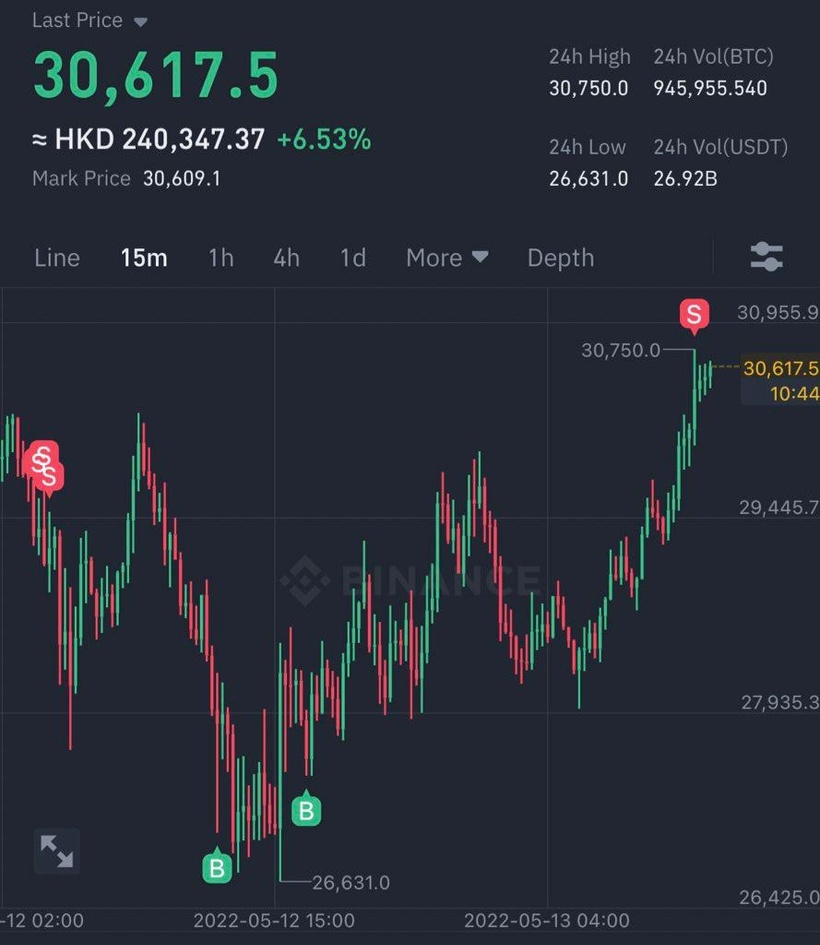 Last Price
30,617.5
≈ HKD 240,347.37 +6.53%
Mark Price 30,609.1
24h High 24h Vol(BTC)
30,750.0 945,955.540
24h Low 24h Vol(USDT)
26,631.0 26.92B
Line 15m 1h 4h 1d More Depth
S
30,955.9
30,750.0
30,617.5
10:44
S
S
S
29,445.7
BINANCE
27,935.3
B
B
26,631.0
26,425.0
-12 02:00 2022-05-12 15:00 2022-05-13 04:00